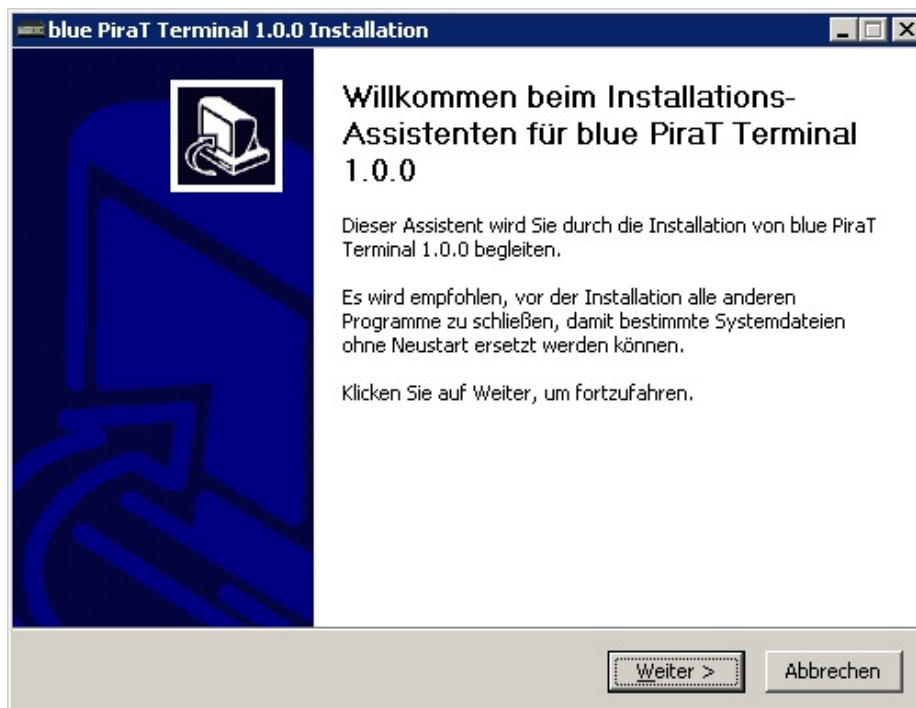 blue PiraT Terminal 1.0.0 Installation
Willkommen beim Installations-
Assistenten für blue PiraT Terminal
1.0.0
Dieser Assistent wird Sie durch die Installation von blue PiraT
Terminal 1.0.0 begleiten.
Es wird empfohlen, vor der Installation alle anderen
Programme zu schließen, damit bestimmte Systemdateien
ohne Neustart ersetzt werden können.
Klicken Sie auf Weiter, um fortzufahren.
Weiter >
Abbrechen